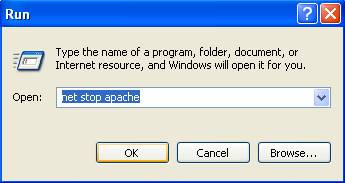 Run
Type the name of a program, folder, document, or
Internet resource, and Windows will open it for you.
Open: net stop apache
OK Cancel Browse...